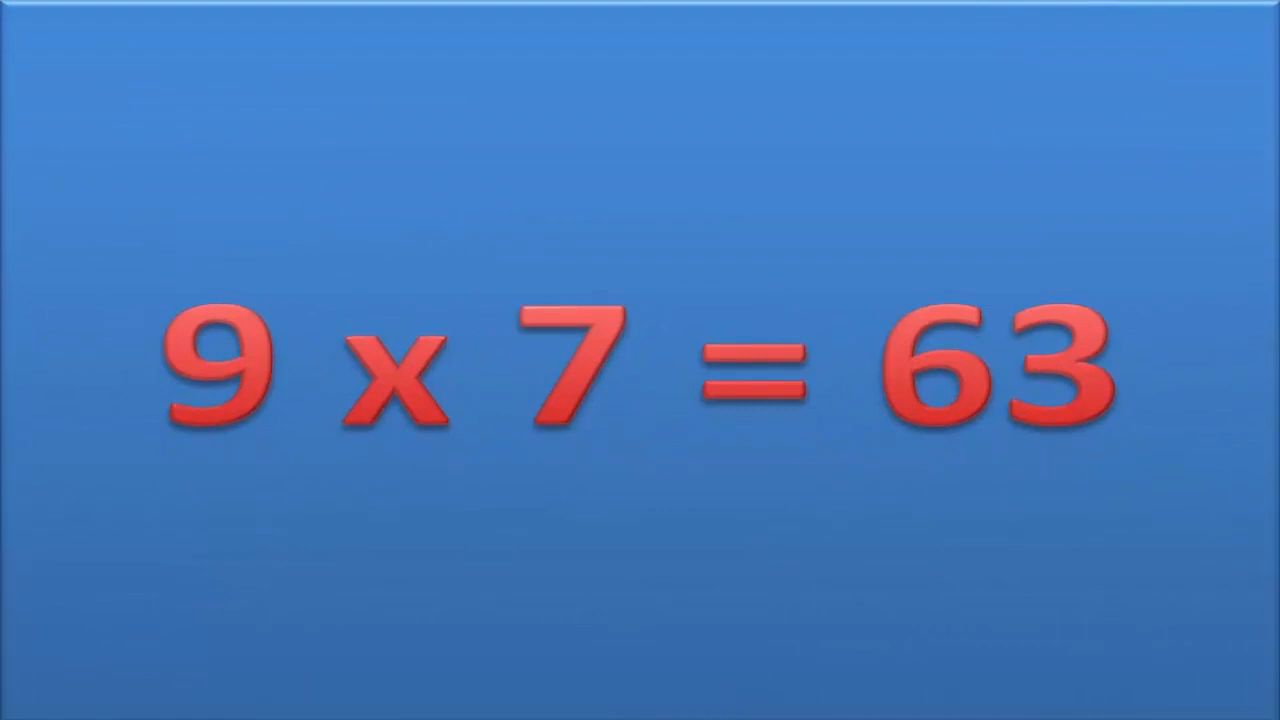 9 x 7 = 63